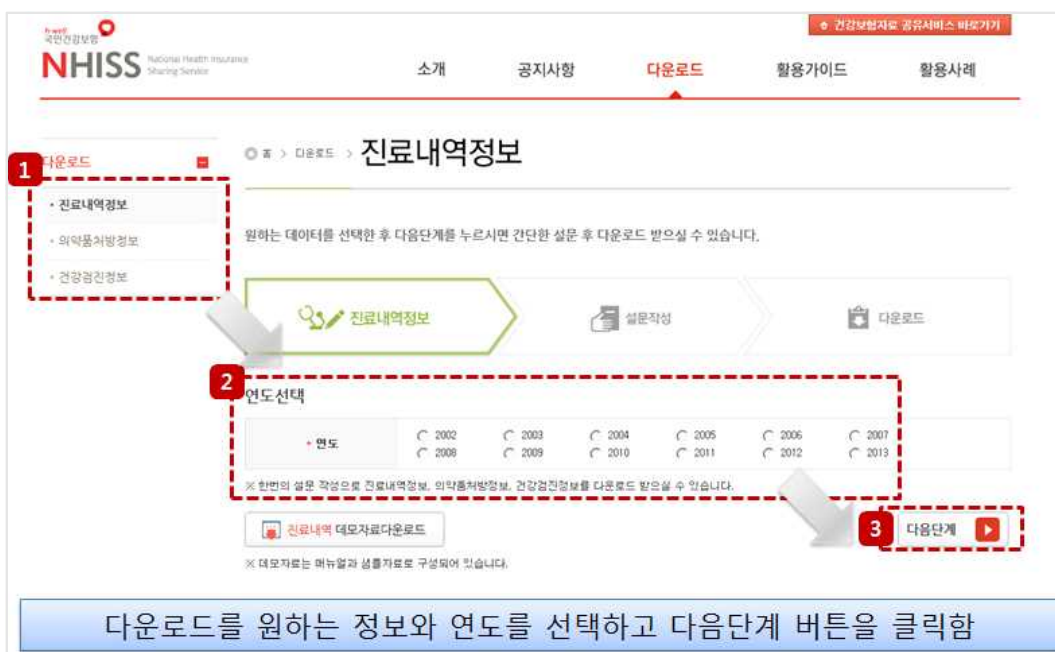 h-well
국민건강보험
NHISS National Health Insurance
Sharing Service
건강보험자료 공유서비스 바로가기
소개 공지사항 다운로드 활용가이드 활용사례
1
다운로드
• 진료내역정보
• 의약품처방정보
• 건강검진정보
홈 > 다운로드 > 진료내역정보
원하는 데이터를 선택한 후 다음단계를 누르시면 간단한 설문 후 다운로드 받으실 수 있습니다.
진료내역정보 설문작성 다운로드
2
연도선택
• 연도
2002 2003 2004 2005 2006 2007
2008 2009 2010 2011 2012 2013
※ 한번의 설문 작성으로 진료내역정보, 의약품처방정보, 건강검진정보를 다운로드 받으실 수 있습니다.
진료내역 데모자료다운로드
3 다음단계
※ 데모자료는 매뉴얼과 샘플자료로 구성되어 있습니다.
다운로드를 원하는 정보와 연도를 선택하고 다음단계 버튼을 클릭함